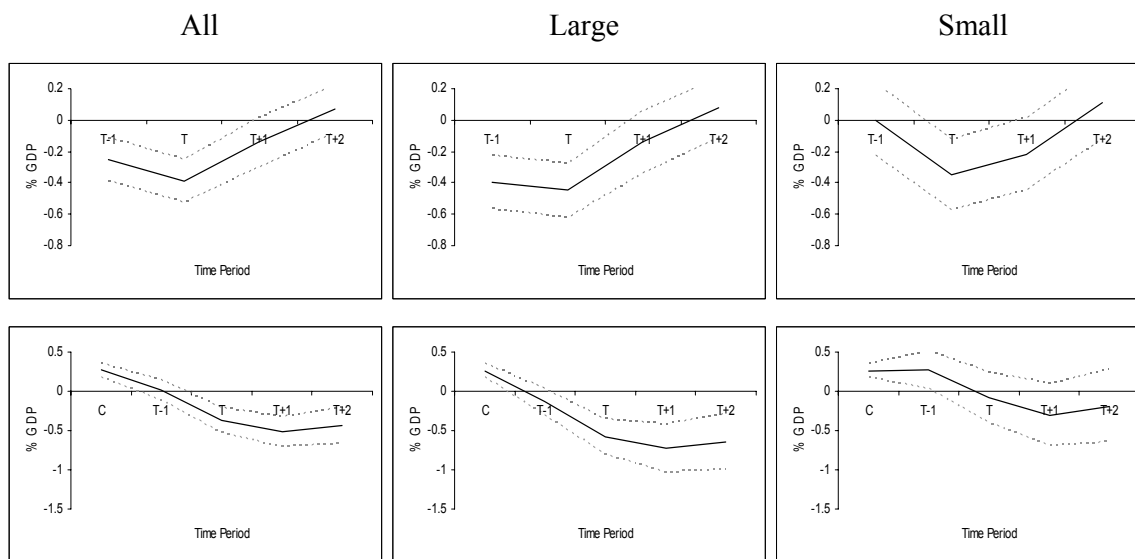 All Large Small
0.2 0.2 0.2
0 0 0
T-1 T T+1 T+2 T-1 T T+1 T+2 T-1 T T+1 T+2
-0.2 -0.2 -0.2
-0.4 -0.4 -0.4
-0.6 -0.6 -0.6
-0.8 -0.8 -0.8
% GDP % GDP % GDP
Time Period Time Period Time Period
0.5 0.5 0.5
0 0 0
C T-1 T T+1 T+2 C T-1 T T+1 T+2 C T-1 T T+1 T+2
-0.5 -0.5 -0.5
-1 -1 -1
-1.5 -1.5 -1.5
% GDP % GDP % GDP
Time Period Time Period Time Period